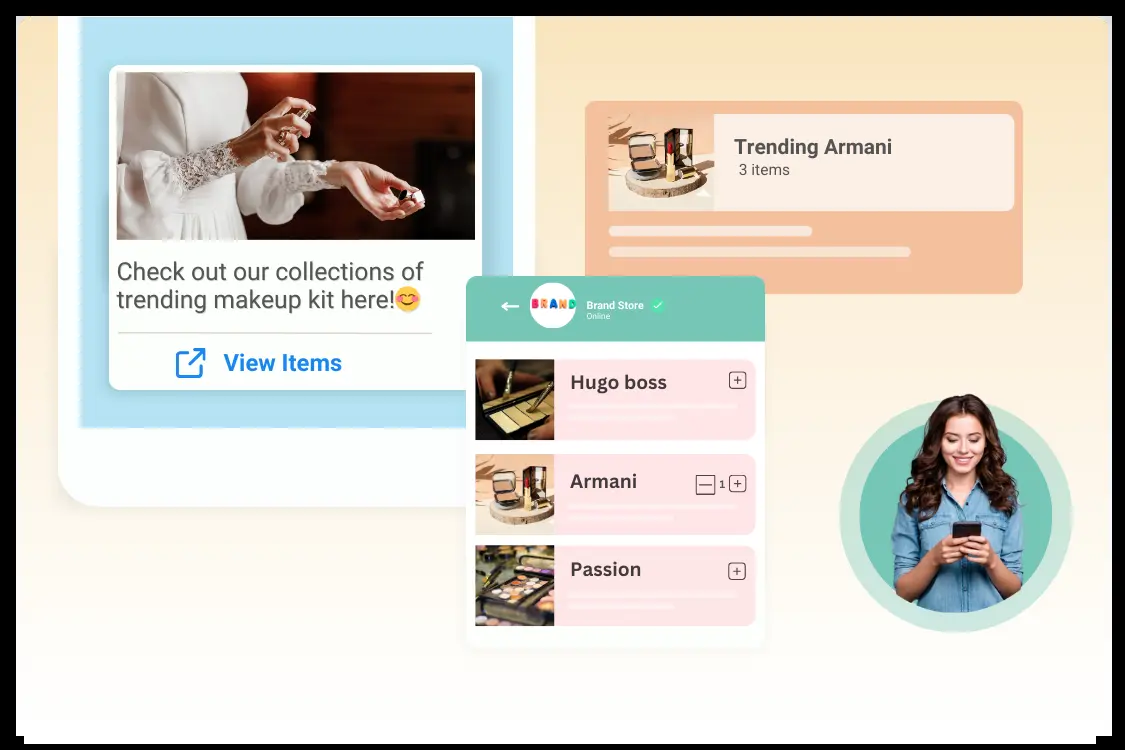 Check out our collections of
trending makeup kit here!😊
View Items
Trending Armani
3 items
BRAND
Brand Store
Online
Hugo boss
Armani
1
Passion